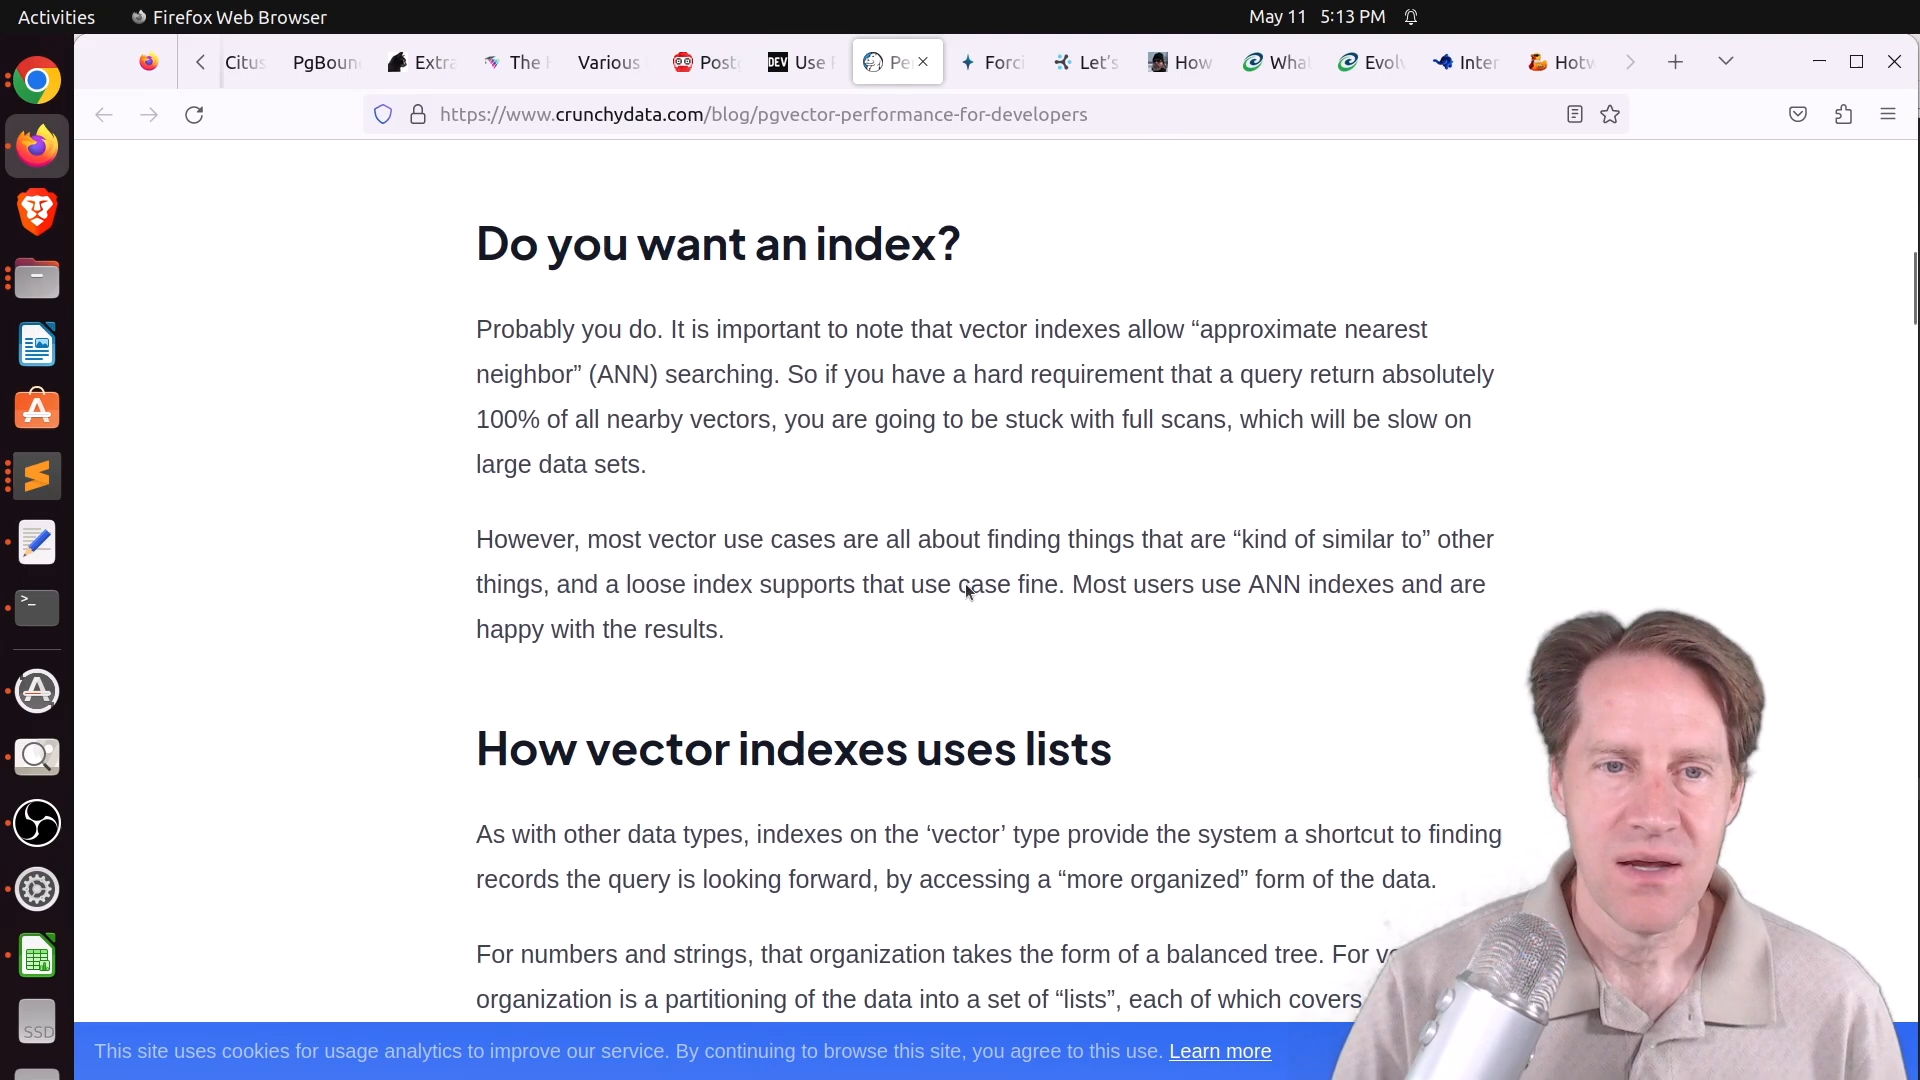 Activities
Firefox Web Browser
May 11 5:13 PM
Citus
PgBoun
Extra
The
Various
Post
DEV Use
Pe
Forci
Let's
How
What
Evol
Inter
Hotw
https://www.crunchydata.com/blog/pgvector-performance-for-developers
Do you want an index?
Probably you do. It is important to note that vector indexes allow “approximate nearest
neighbor” (ANN) searching. So if you have a hard requirement that a query return absolutely
100% of all nearby vectors, you are going to be stuck with full scans, which will be slow on
large data sets.
However, most vector use cases are all about finding things that are “kind of similar to” other
things, and a loose index supports that use case fine. Most users use ANN indexes and are
happy with the results.
How vector indexes uses lists
As with other data types, indexes on the ‘vector’ type provide the system a shortcut to finding
records the query is looking forward, by accessing a “more organized” form of the data.
For numbers and strings, that organization takes the form of a balanced tree. For
organization is a partitioning of the data into a set of “lists”, each of which covers
SSD
This site uses cookies for usage analytics to improve our service. By continuing to browse this site, you agree to this use. Learn more